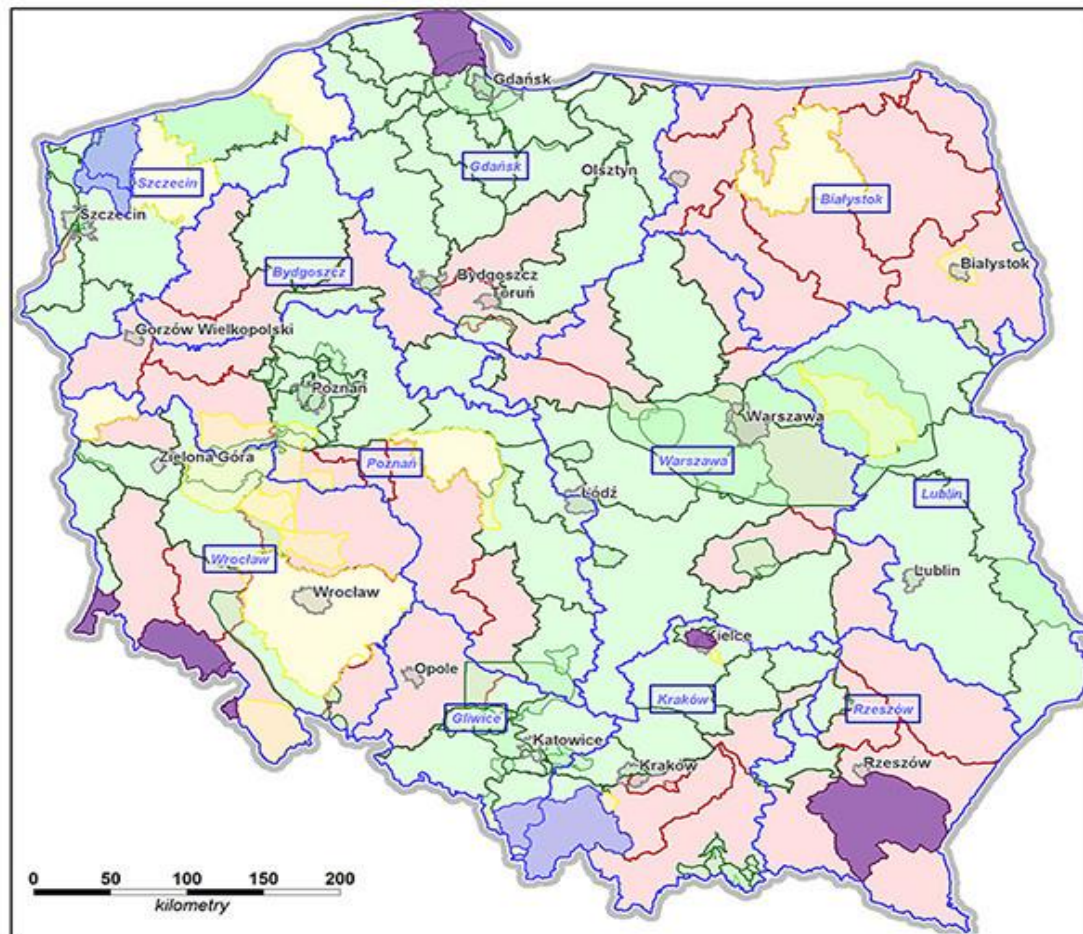 Gdańsk
Szczecin
Gdańsk
Olsztyn
Białystok
Szczecin
Bydgoszcz
Bydgoszcz
Białystok
Toruń
Gorzów Wielkopolski
Poznań
Warszawa
Zielona Góra
Poznań
Warszawa
Łódź
Lublin
Wrocław
Lublin
Wrocław
Kielce
Opole
Kraków
Rzeszów
Gliwice
Katowice
Kraków
Rzeszów
0 50 100 150 200
kilometry